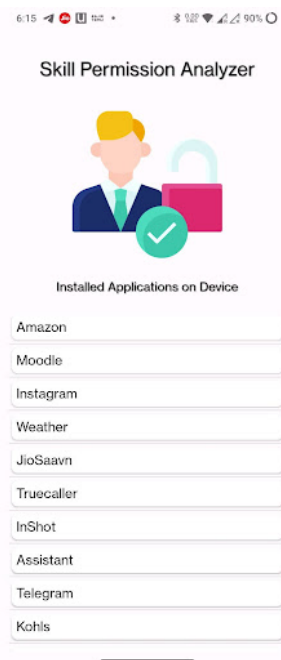 6:15 90%
Skill Permission Analyzer
Installed Applications on Device
Amazon
Moodle
Instagram
Weather
JioSaavn
Truecaller
InShot
Assistant
Telegram
Kohls